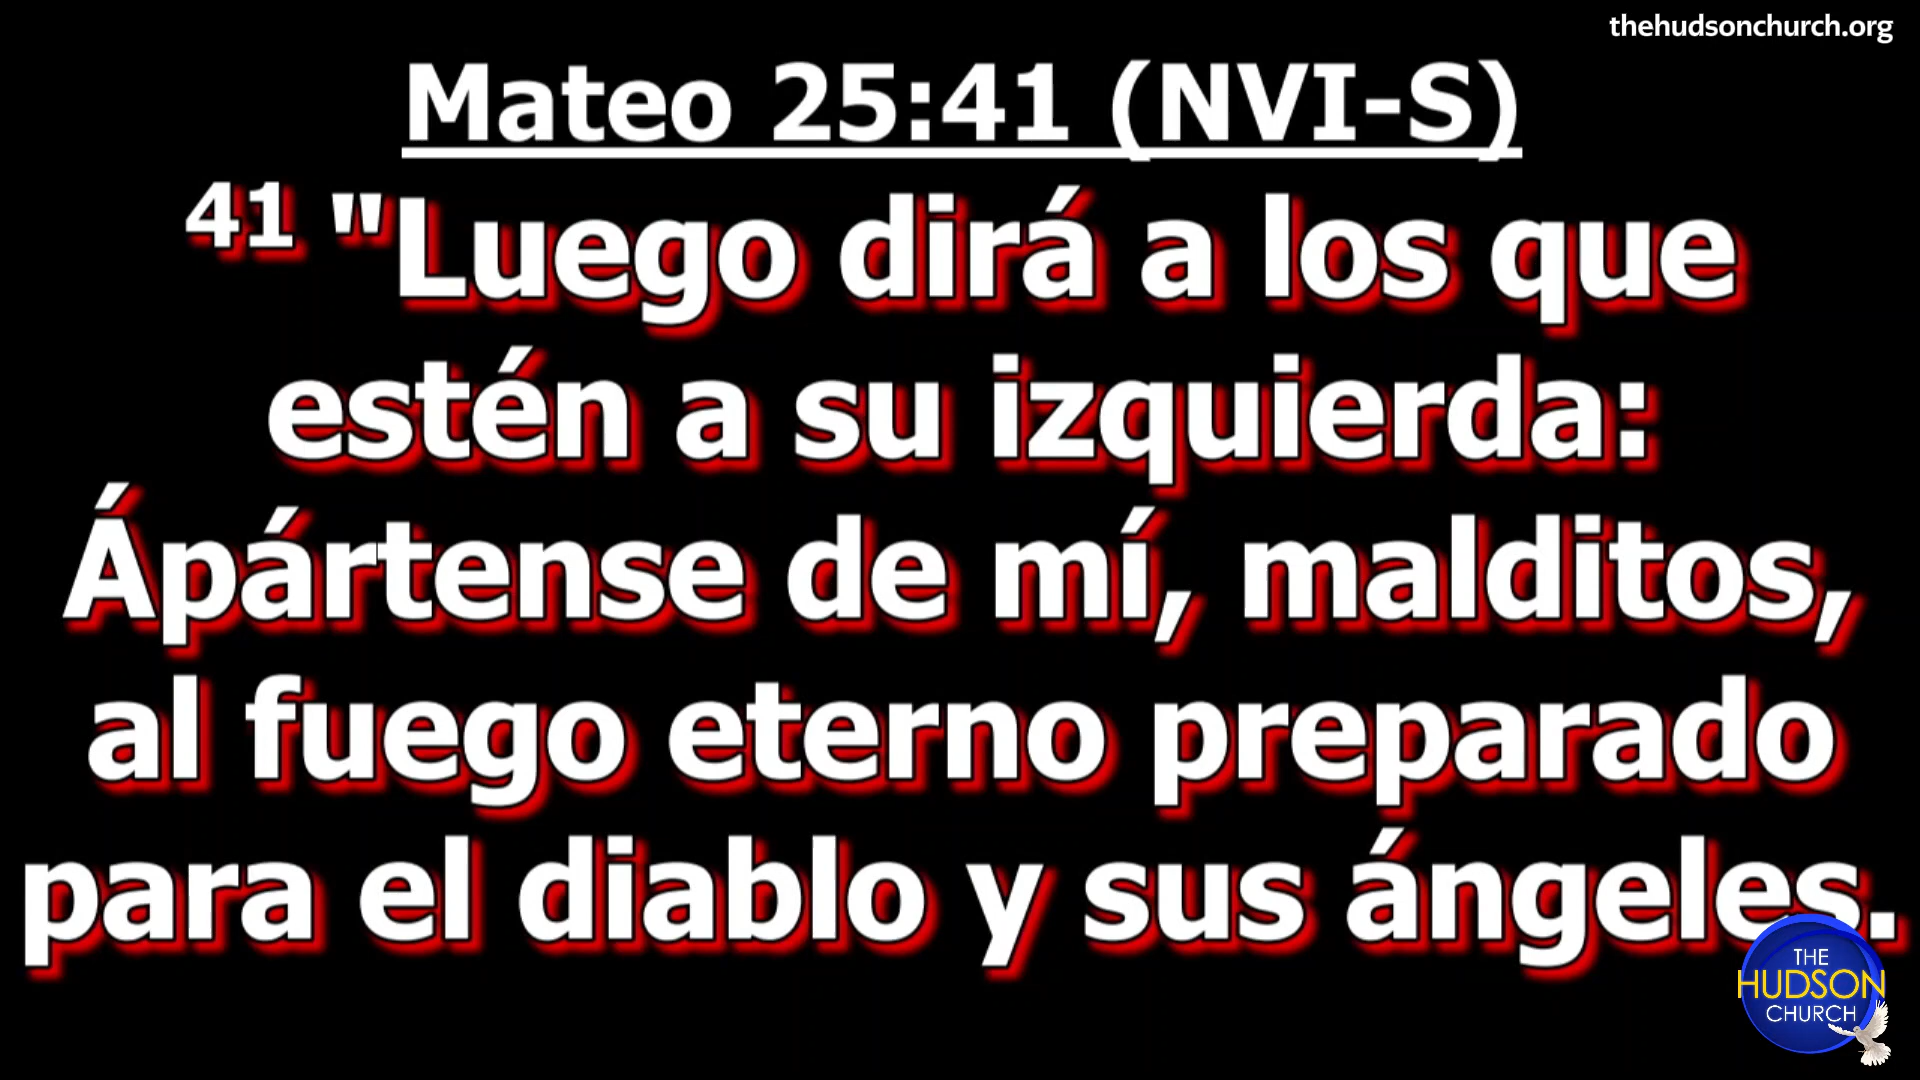 thehudsonchurch.org
Mateo 25:41 (NVI-S)
41 "Luego dirá a los que
estén a su izquierda:
Ápártense de mí, malditos,
al fuego eterno preparado
para el diablo y sus ángeles.
THE
HUDSON
CHURCH